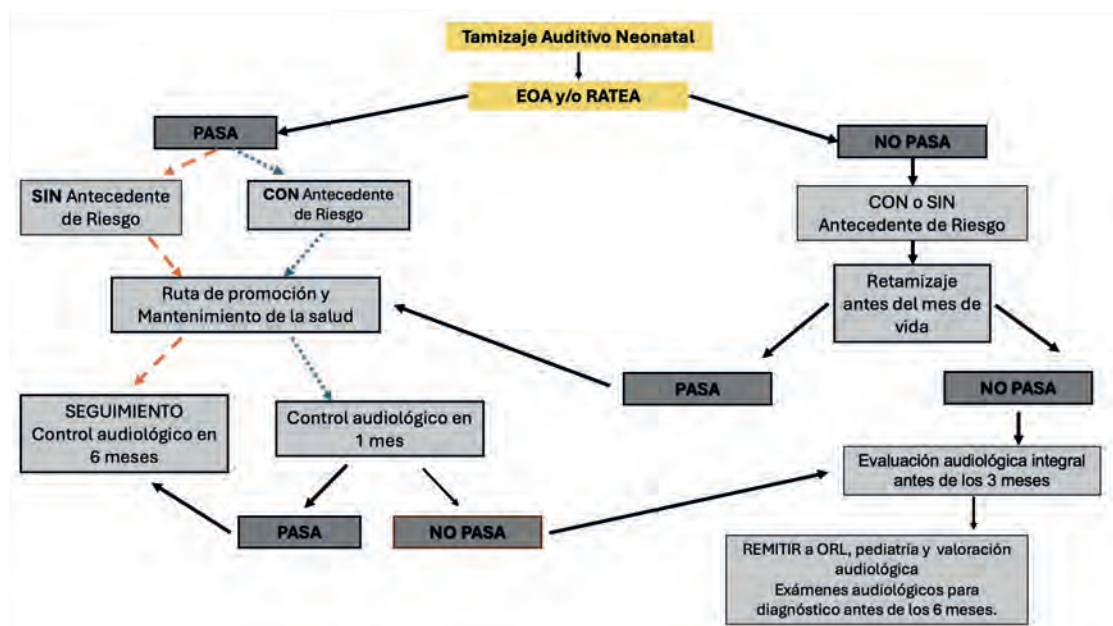 Tamizaje Auditivo Neonatal
EOA y/o RATEA
PASA
NO PASA
SIN Antecedente
de Riesgo
CON Antecedente
de Riesgo
CON o SIN
Antecedente de Riesgo
Ruta de promoción y
Mantenimiento de la salud
Retamizaje
antes del mes de
vida
PASA
NO PASA
SEGUIMIENTO
Control audiológico en
6 meses
Control audiológico en
1 mes
Evaluación audiológica integral
antes de los 3 meses
PASA
NO PASA
REMITIR a ORL, pediatría y valoración
audiológica
Exámenes audiológicos para
diagnóstico antes de los 6 meses.